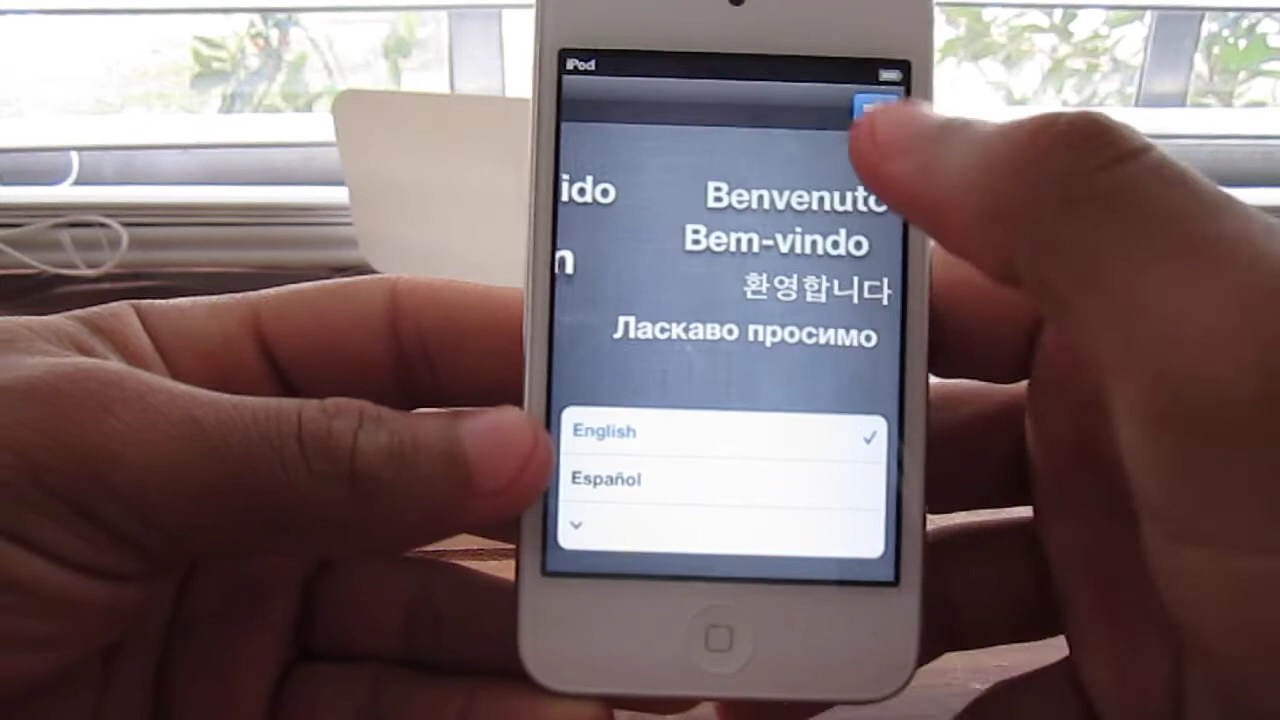 iPod
ido
Benvenuto
Bem-vindo
n
환영합니다
Ласкаво просимо
English
Español